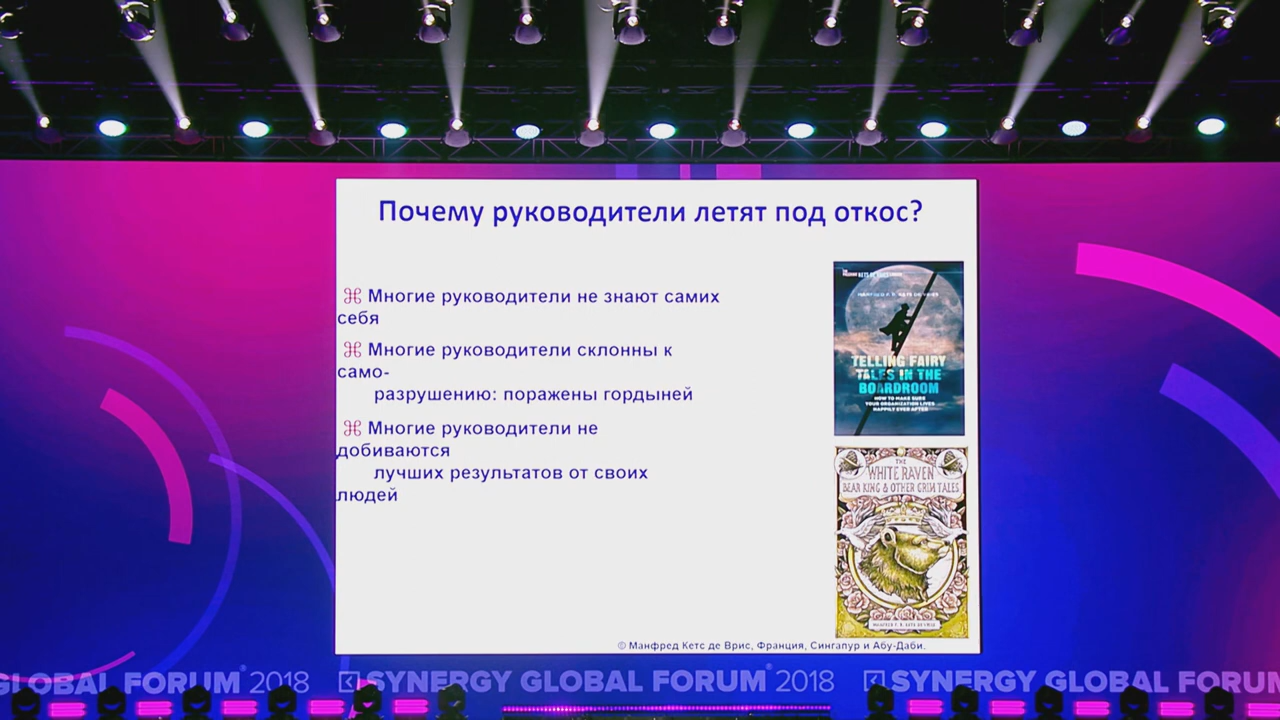 Почему руководители летят под откос?
⌘ Многие руководители не знают самих
себя
⌘ Многие руководители склонны к
само-
разрушению: поражены гордыней
⌘ Многие руководители не
добиваются
лучших результатов от своих
людей
TELLING FAIRY
TALES IN THE
BOARDROOM
HOW TO MAKE SURE
YOUR ORGANIZATION LIVES
HAPPILY EVER AFTER
THE
WHITE RAVEN
BEAR KING & OTHER GRIM TALES
© Манфред Кетс де Врис, Франция, Сингапур и Абу-Даби.
GLOBAL FORUM® 2018
SYNERGY GLOBAL FORUM® 2018
SYNERGY GLOBAL FORUM